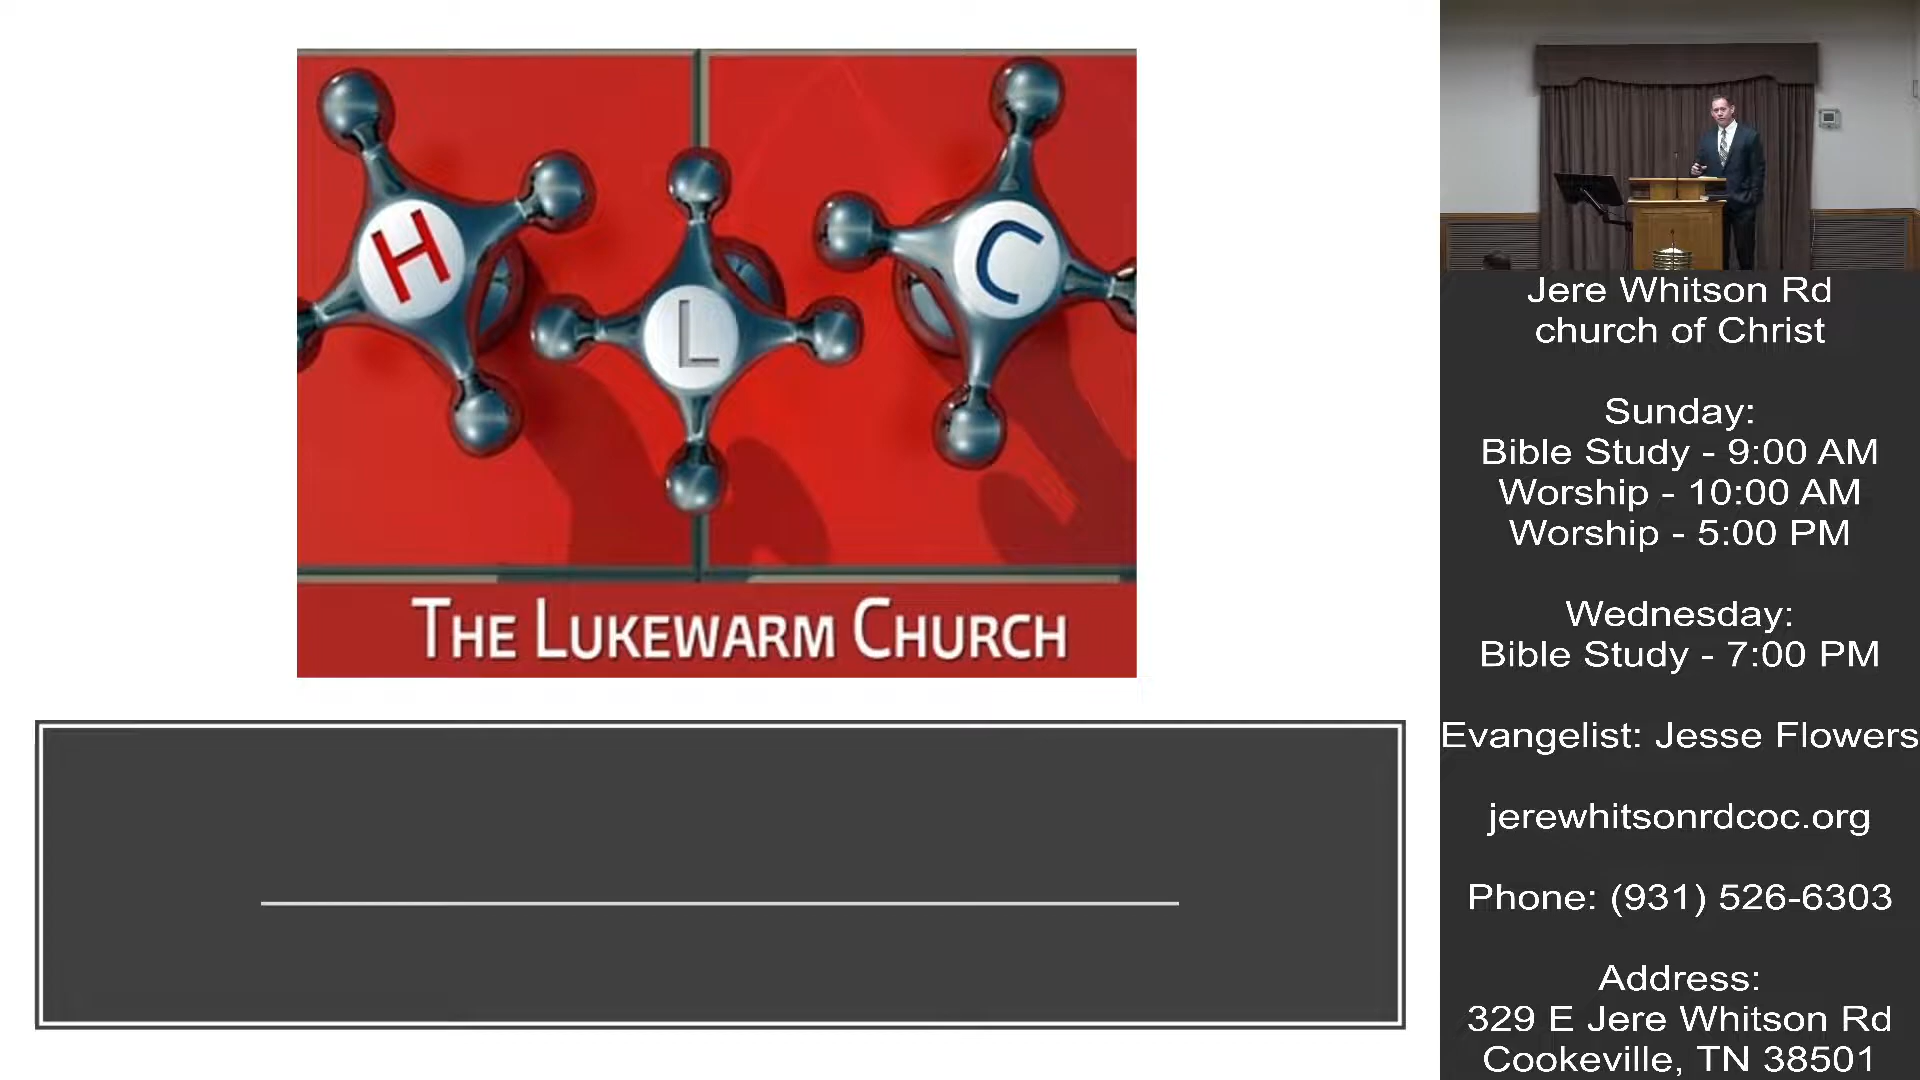 H
L
C
THE LUKEWARM CHURCH
Jere Whitson Rd
church of Christ
Sunday:
Bible Study - 9:00 AM
Worship - 10:00 AM
Worship - 5:00 PM
Wednesday:
Bible Study - 7:00 PM
Evangelist: Jesse Flowers
jerewhitsonrdcoc.org
Phone: (931) 526-6303
Address:
329 E Jere Whitson Rd
Cookeville, TN 38501